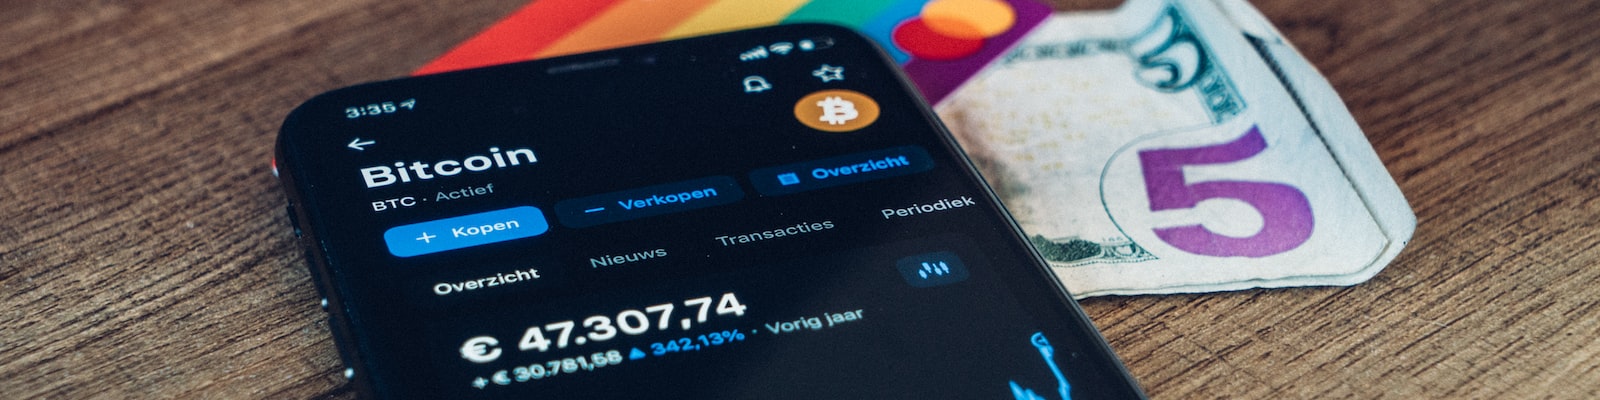 3:35
Bitcoin
BTC · Actief
+ Kopen
− Verkopen
Overzicht
Overzicht
Nieuws
Transacties
Periodiek
€ 47.307,74
+ € 30.781,58 ▲ 342,13% · Vorig jaar
5
5